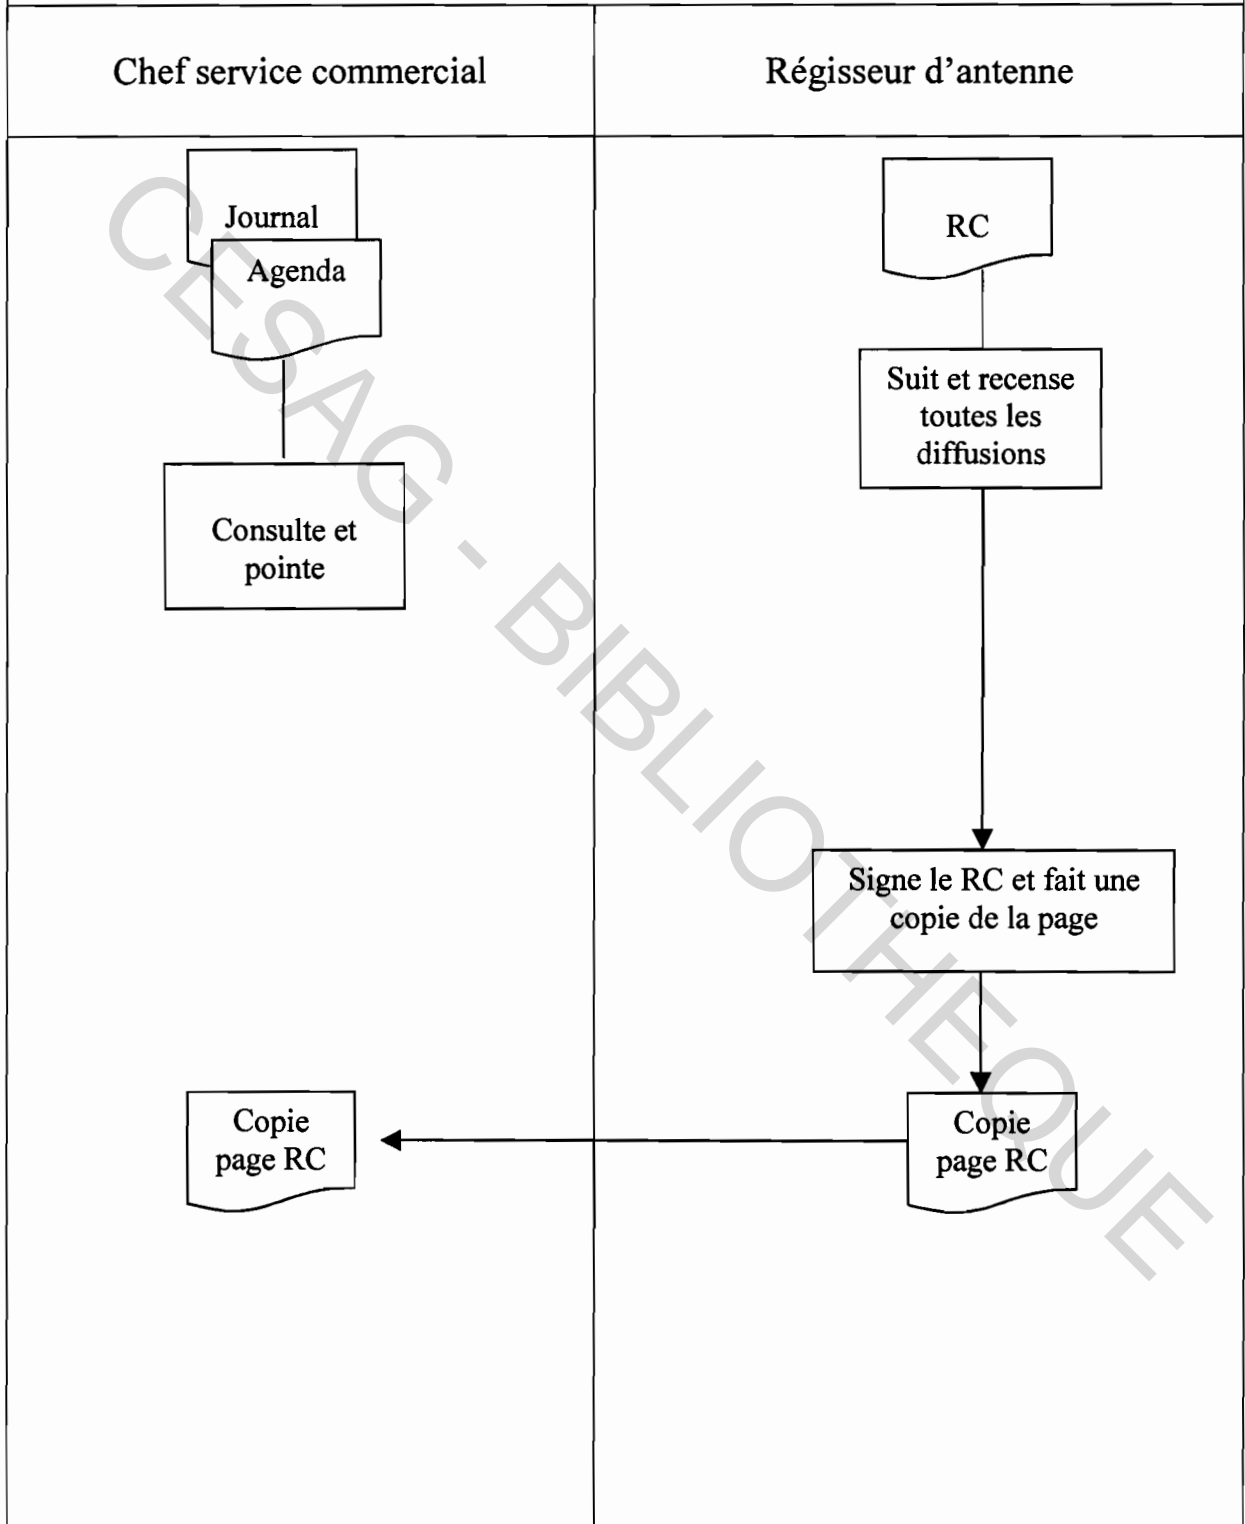 Chef service commercial
Régisseur d'antenne
Journal
Agenda
Consulte et
pointe
RC
Suit et recense
toutes les
diffusions
Signe le RC et fait une
copie de la page
Copie
page RC
Copie
page RC
CESAG - BIBLIOTHEQUE